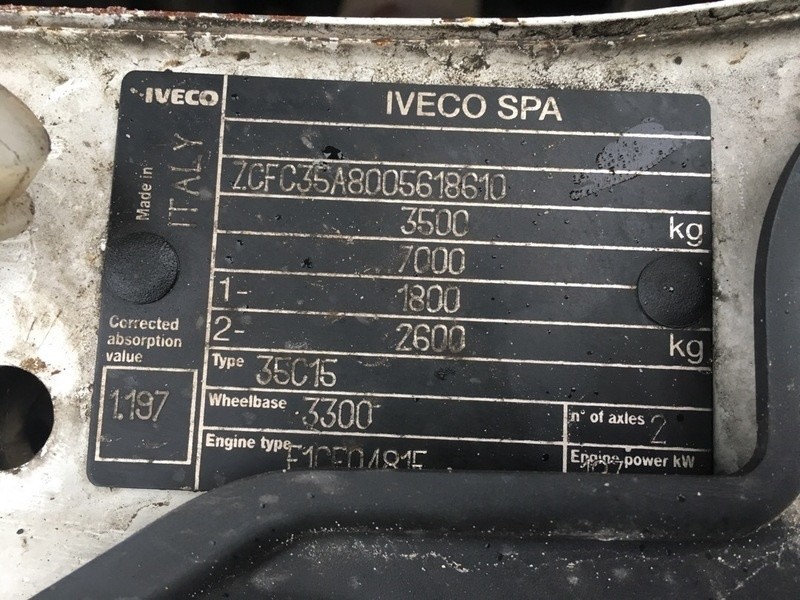 IVECO
IVECO SPA
Made in
ITALY
ZCFC35A8005618610
3500 kg
7000
1- 1800
2- 2600 kg
Corrected
absorption
value
1.197
Type 35C15
Wheelbase 3300
n° of axles 2
Engine type
Engine power kW